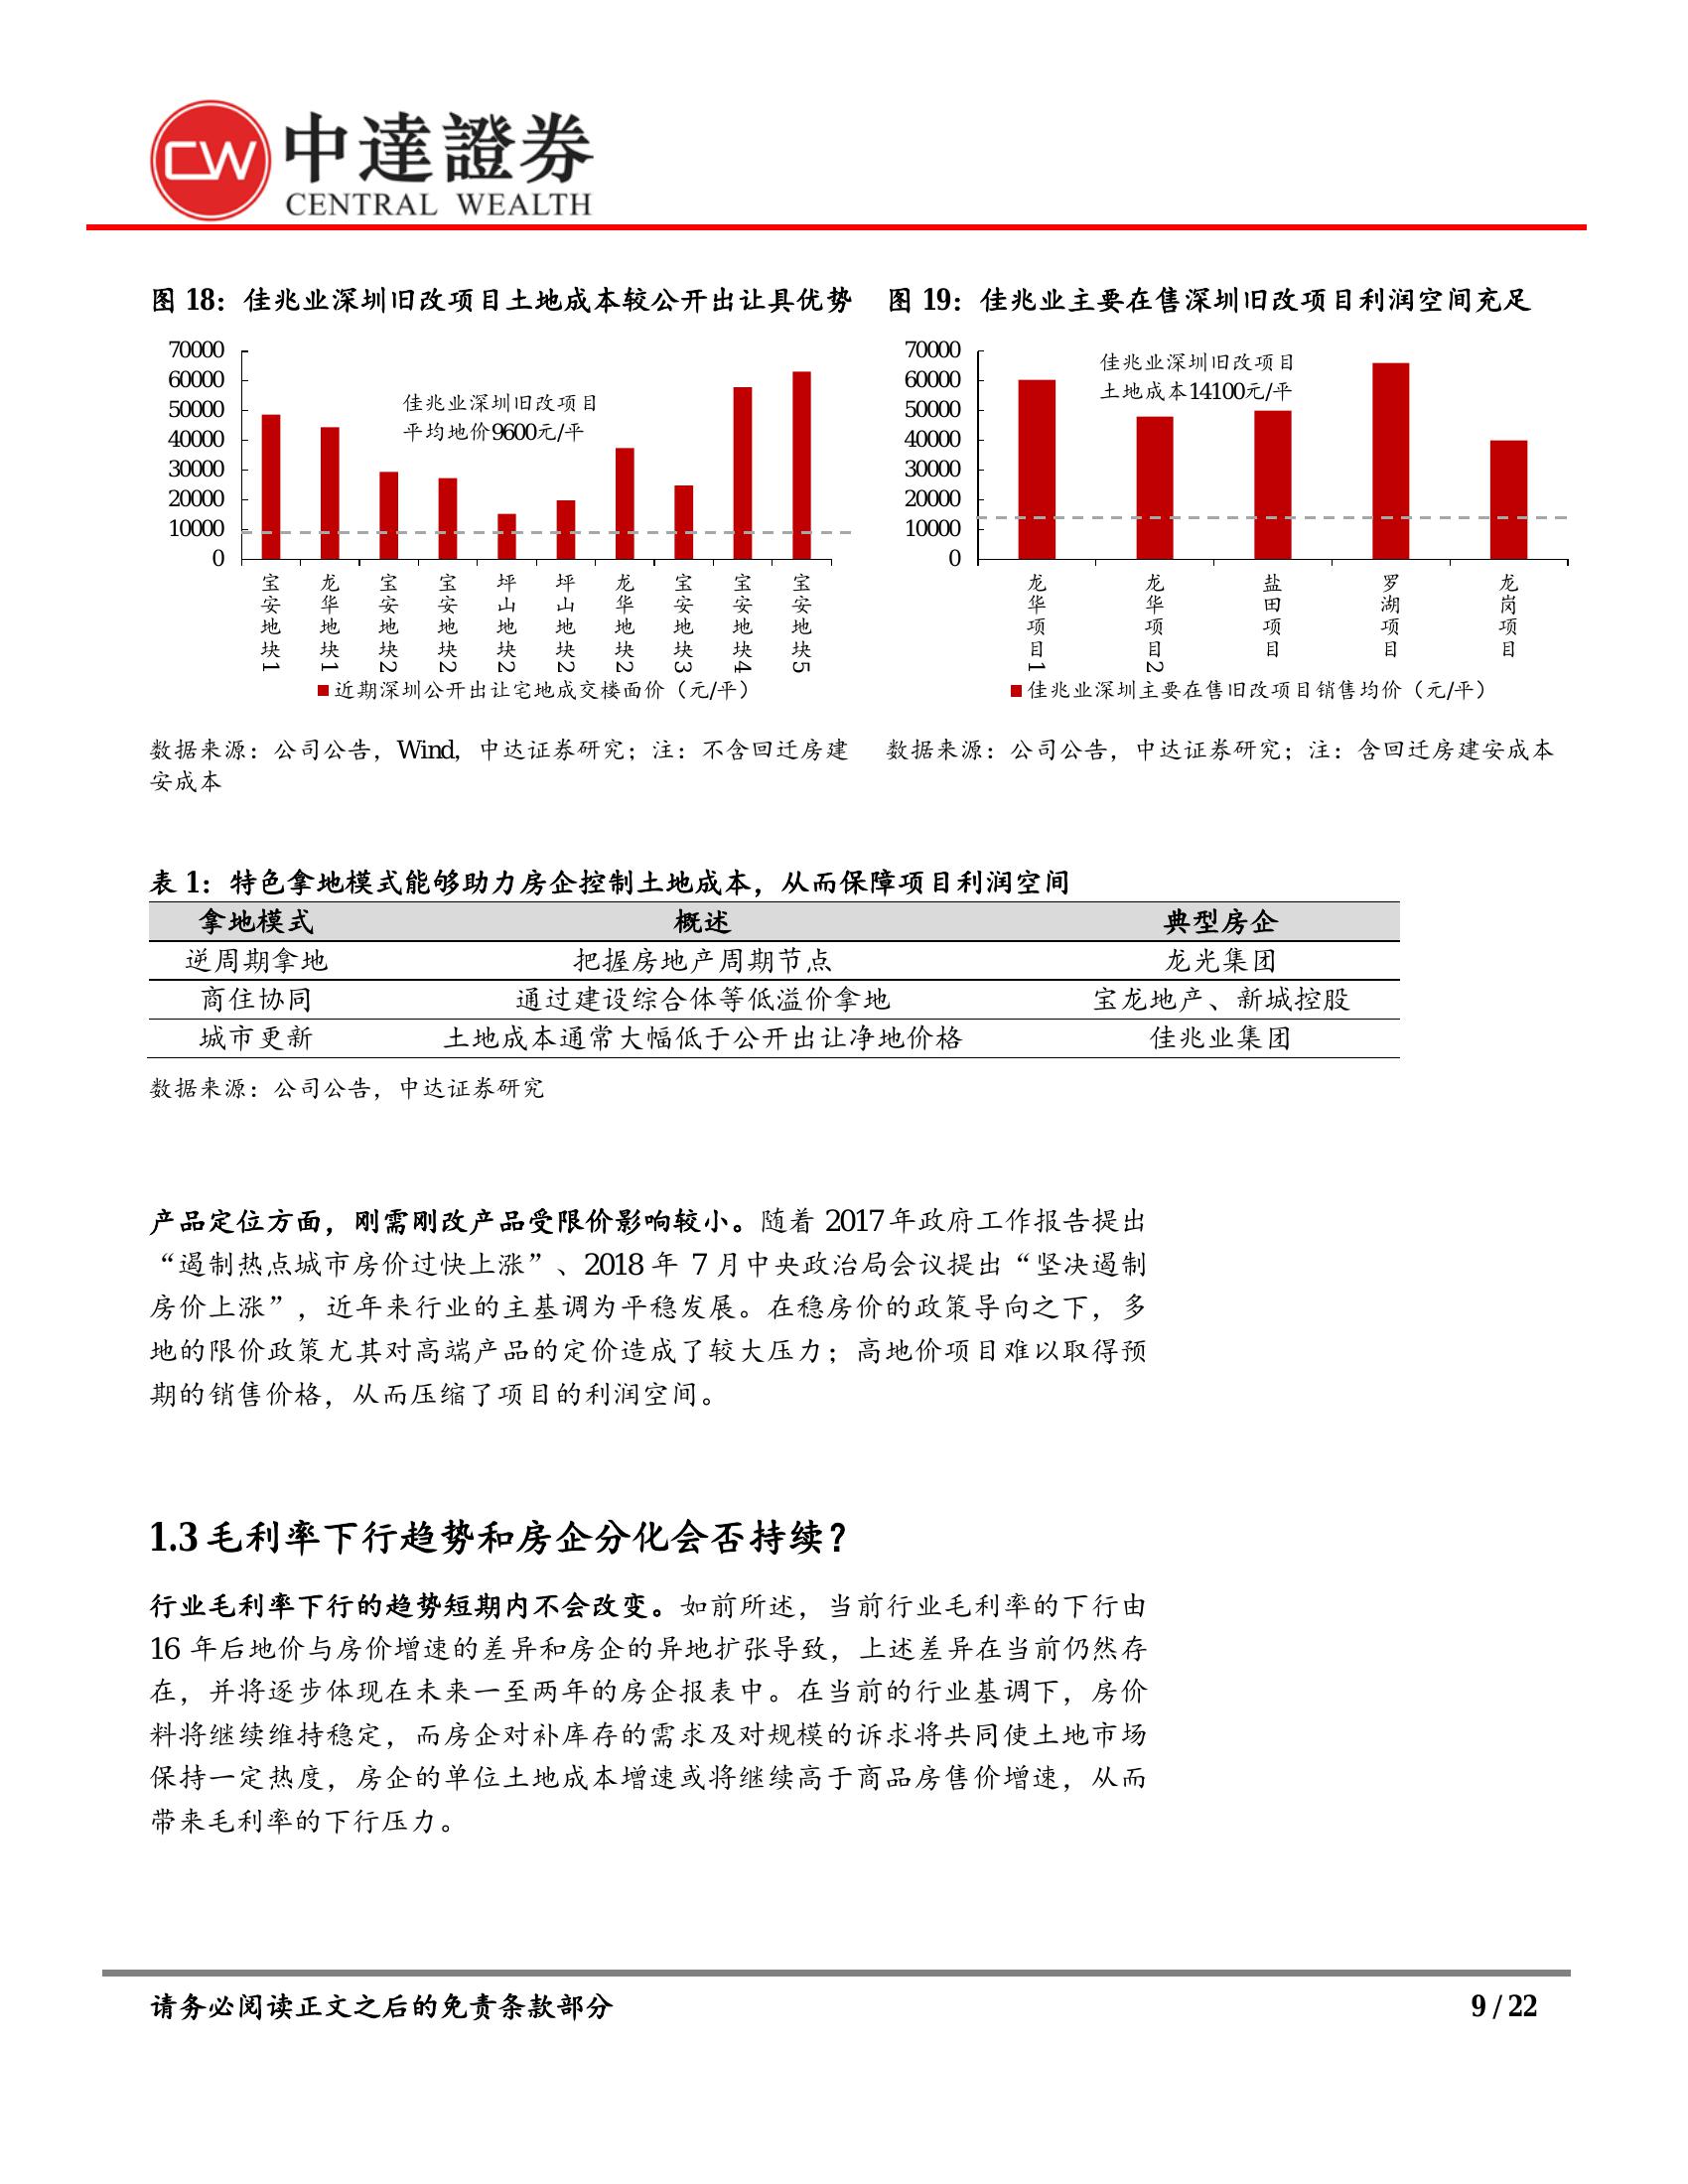 CW 中達證券
CENTRAL WEALTH
图 18：佳兆业深圳旧改项目土地成本较公开出让具优势
70000
60000
50000
40000
30000
20000
10000
0
佳兆业深圳旧改项目
平均地价9600元/平
宝安地块1
龙华地块1
宝安地块2
宝安地块2
坪山地块2
坪山地块2
龙华地块2
宝安地块3
宝安地块4
宝安地块5
近期深圳公开出让宅地成交楼面价（元/平）
数据来源：公司公告，Wind，中达证券研究；注：不含回迁房建
安成本
图 19：佳兆业主要在售深圳旧改项目利润空间充足
70000
60000
50000
40000
30000
20000
10000
0
佳兆业深圳旧改项目
土地成本14100元/平
龙华项目1
龙华项目2
盐田项目
罗湖项目
龙岗项目
佳兆业深圳主要在售旧改项目销售均价（元/平）
数据来源：公司公告，中达证券研究；注：含回迁房建安成本
表 1：特色拿地模式能够助力房企控制土地成本，从而保障项目利润空间
拿地模式 概述 典型房企
逆周期拿地 把握房地产周期节点 龙光集团
商住协同 通过建设综合体等低溢价拿地 宝龙地产、新城控股
城市更新 土地成本通常大幅低于公开出让净地价格 佳兆业集团
数据来源：公司公告，中达证券研究
产品定位方面，刚需刚改产品受限价影响较小。随着 2017 年政府工作报告提出
“遏制热点城市房价过快上涨”、2018 年 7 月中央政治局会议提出“坚决遏制
房价上涨”，近年来行业的主基调为平稳发展。在稳房价的政策导向之下，多
地的限价政策尤其对高端产品的定价造成了较大压力；高地价项目难以取得预
期的销售价格，从而压缩了项目的利润空间。
1.3 毛利率下行趋势和房企分化会否持续？
行业毛利率下行的趋势短期内不会改变。如前所述，当前行业毛利率的下行由
16 年后地价与房价增速的差异和房企的异地扩张导致，上述差异在当前仍然存
在，并将逐步体现在未来一至两年的房企报表中。在当前的行业基调下，房价
料将继续维持稳定，而房企对补库存的需求及对规模的诉求将共同使土地市场
保持一定热度，房企的单位土地成本增速或将继续高于商品房售价增速，从而
带来毛利率的下行压力。
请务必阅读正文之后的免责条款部分 9 / 22